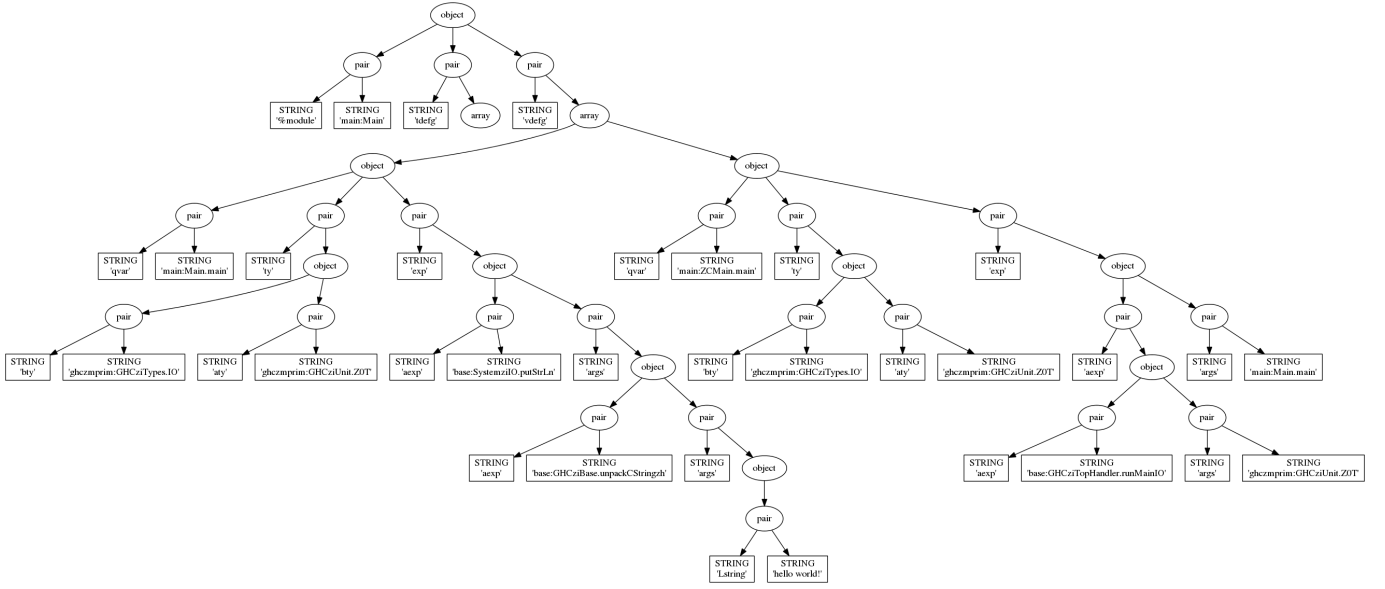 object
pair
pair
pair
STRING
'%module'
STRING
'main:Main'
STRING
'tdefg'
array
STRING
'vdefg'
array
object
object
pair
pair
pair
pair
pair
pair
STRING
'qvar'
STRING
'main:Main.main'
STRING
'ty'
object
STRING
'exp'
object
STRING
'qvar'
STRING
'main:ZCMain.main'
STRING
'ty'
object
STRING
'exp'
object
pair
pair
pair
pair
pair
pair
pair
pair
STRING
'bty'
STRING
'ghczmprim:GHCziTypes.IO'
STRING
'aty'
STRING
'ghczmprim:GHCziUnit.Z0T'
STRING
'aexp'
STRING
'base:SystemziIO.putStrLn'
STRING
'args'
object
STRING
'bty'
STRING
'ghczmprim:GHCziTypes.IO'
STRING
'aty'
STRING
'ghczmprim:GHCziUnit.Z0T'
STRING
'aexp'
object
STRING
'args'
STRING
'main:Main.main'
pair
pair
pair
pair
STRING
'aexp'
STRING
'base:GHCziBase.unpackCStringzh'
STRING
'args'
object
STRING
'aexp'
STRING
'base:GHCziTopHandler.runMainIO'
STRING
'args'
STRING
'ghczmprim:GHCziUnit.Z0T'
pair
STRING
'Lstring'
STRING
'hello world!'